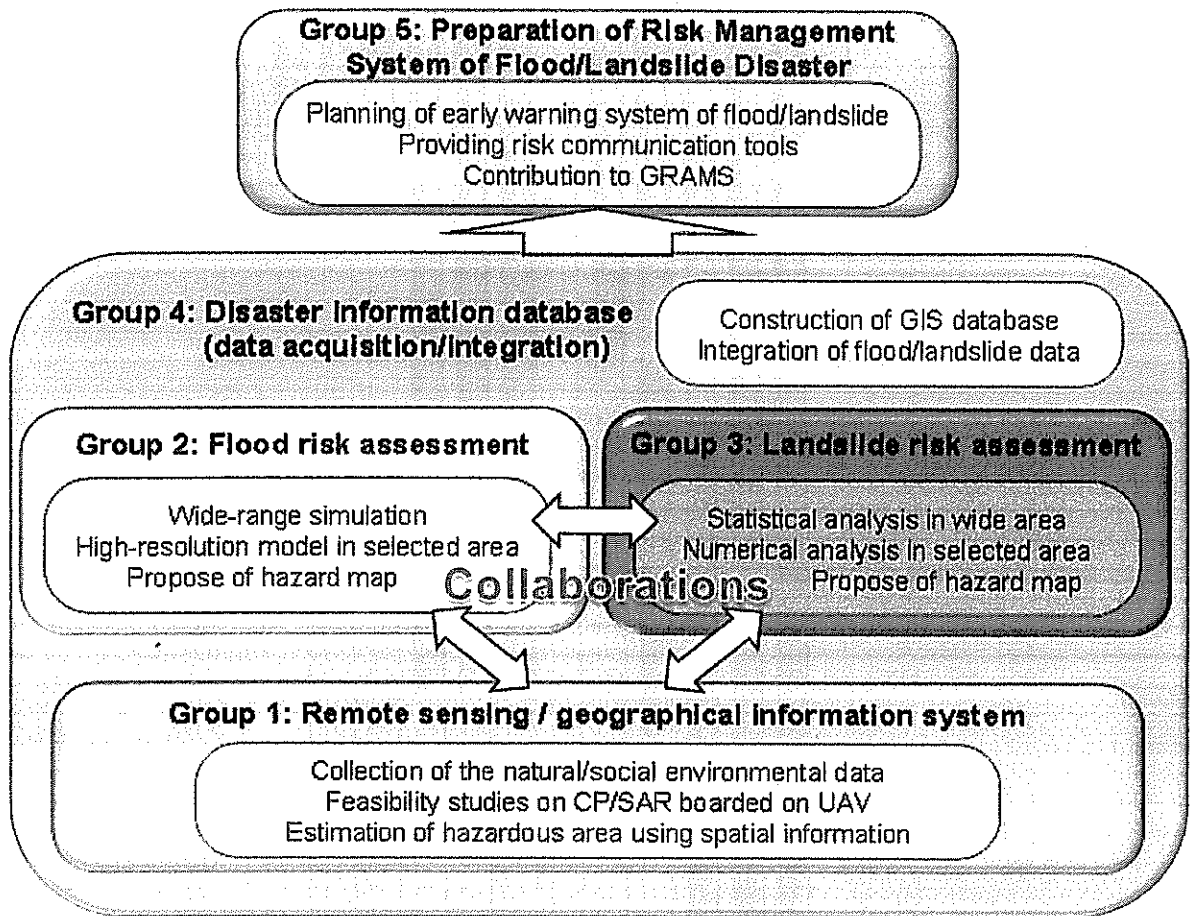 Group 5: Preparation of Risk Management
System of Flood/Landslide Disaster
Planning of early warning system of flood/landslide
Providing risk communication tools
Contribution to GRAMS
Group 4: Disaster information database
(data acquisition/integration)
Construction of GIS database
Integration of flood/landslide data
Group 2: Flood risk assessment
Wide-range simulation
High-resolution model in selected area
Propose of hazard map
Group 3: Landslide risk assessment
Statistical analysis in wide area
Numerical analysis in selected area
Propose of hazard map
Collaborations
Group 1: Remote sensing / geographical information system
Collection of the natural/social environmental data
Feasibility studies on CP/SAR boarded on UAV
Estimation of hazardous area using spatial information